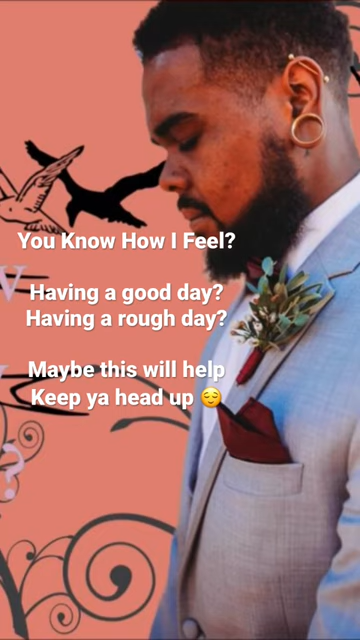 You Know How I Feel?
Having a good day?
Having a rough day?
Maybe this will help
Keep ya head up 😌